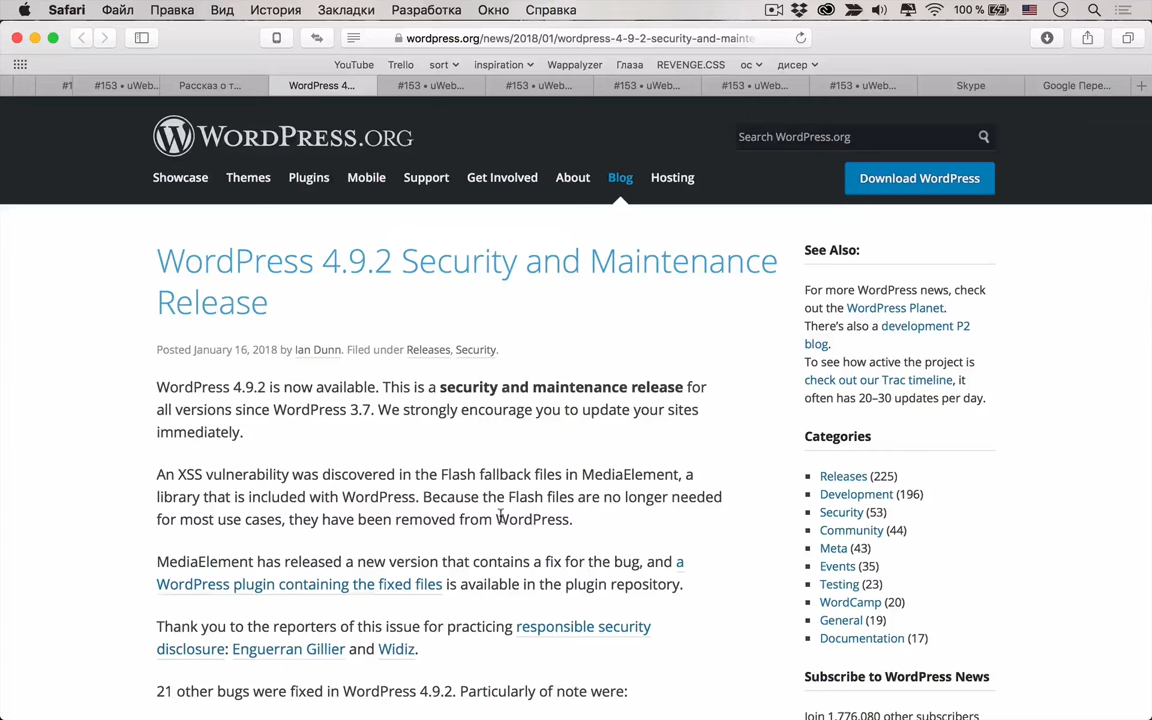 Safari Файл Правка Вид История Закладки Разработка Окно Справка 100 %
wordpress.org/news/2018/01/wordpress-4-9-2-security-and-mainte
YouTube Trello sort inspiration Wappalyzer Глаза REVENGE.CSS ос дисер
#1 #153 • uWeb... Рассказ о т... WordPress 4... #153 • uWeb... #153 • uWeb... #153 • uWeb... #153 • uWeb... #153 • uWeb... Skype Google Пере...
WORDPRESS.ORG
Search WordPress.org
Showcase Themes Plugins Mobile Support Get Involved About Blog Hosting
Download WordPress
WordPress 4.9.2 Security and Maintenance
Release
Posted January 16, 2018 by Ian Dunn. Filed under Releases, Security.
WordPress 4.9.2 is now available. This is a security and maintenance release for
all versions since WordPress 3.7. We strongly encourage you to update your sites
immediately.
An XSS vulnerability was discovered in the Flash fallback files in MediaElement, a
library that is included with WordPress. Because the Flash files are no longer needed
for most use cases, they have been removed from WordPress.
MediaElement has released a new version that contains a fix for the bug, and a
WordPress plugin containing the fixed files is available in the plugin repository.
Thank you to the reporters of this issue for practicing responsible security
disclosure: Enguerran Gillier and Widiz.
21 other bugs were fixed in WordPress 4.9.2. Particularly of note were:
See Also:
For more WordPress news, check
out the WordPress Planet.
There's also a development P2
blog.
To see how active the project is
check out our Trac timeline, it
often has 20–30 updates per day.
Categories
Releases (225)
Development (196)
Security (53)
Community (44)
Meta (43)
Events (35)
Testing (23)
WordCamp (20)
General (19)
Documentation (17)
Subscribe to WordPress News
Join 1,776,080 other subscribers